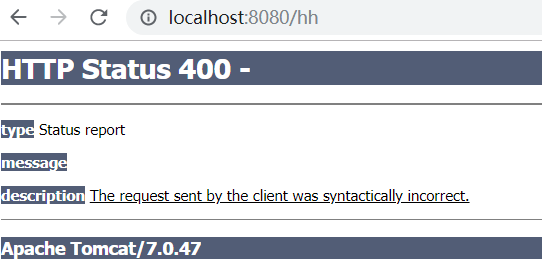 localhost:8080/hh
HTTP Status 400 -
type Status report
message
description The request sent by the client was syntactically incorrect.
Apache Tomcat/7.0.47